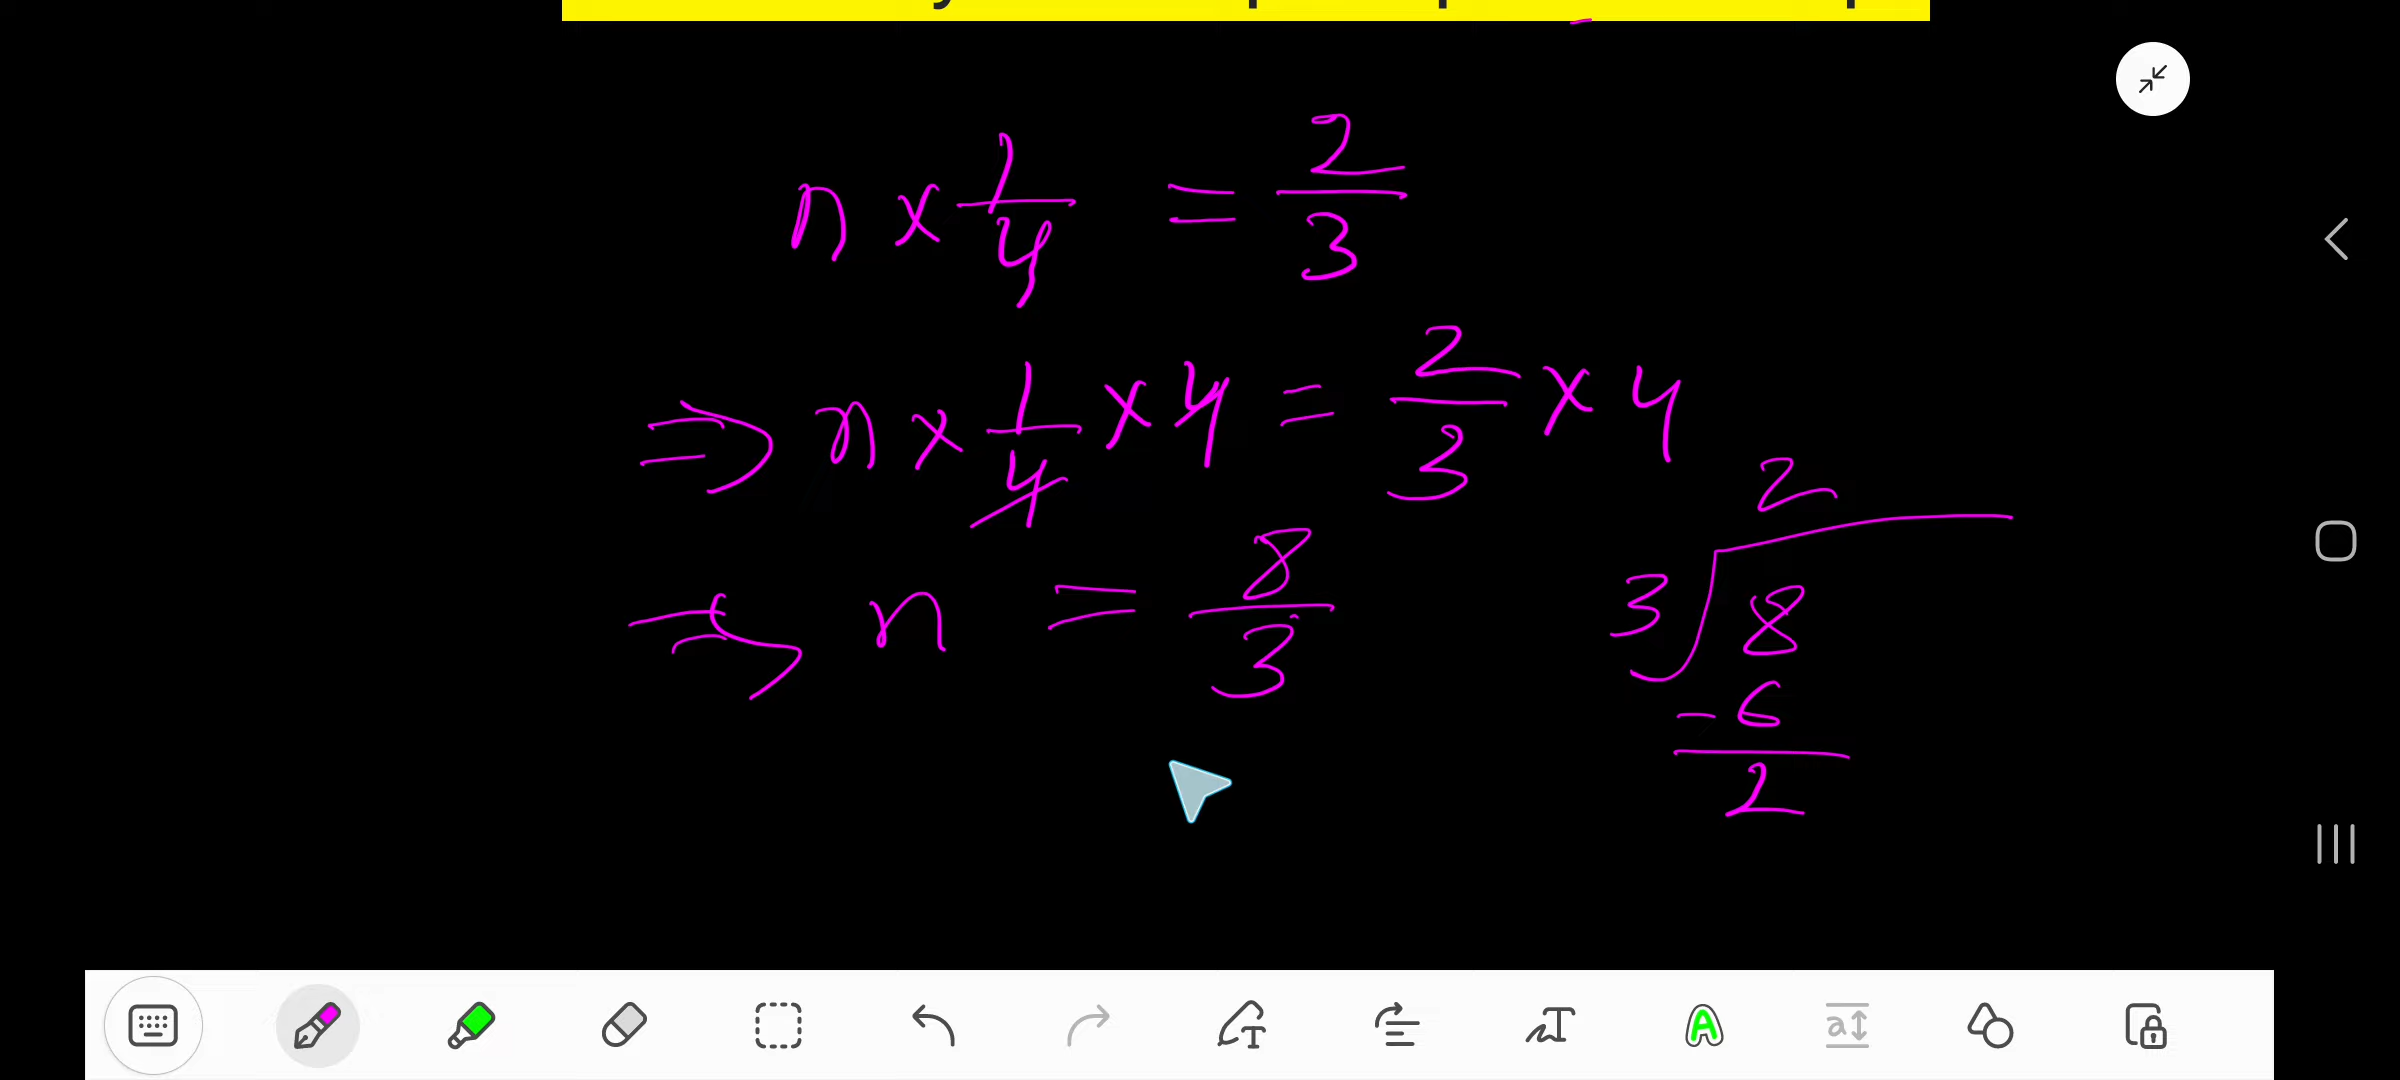 n × 1/4 = 2/3
⇒ n × 1/4 × 4 = 2/3 × 4
⇒ n = 8/3
2
3√8
- 6
2